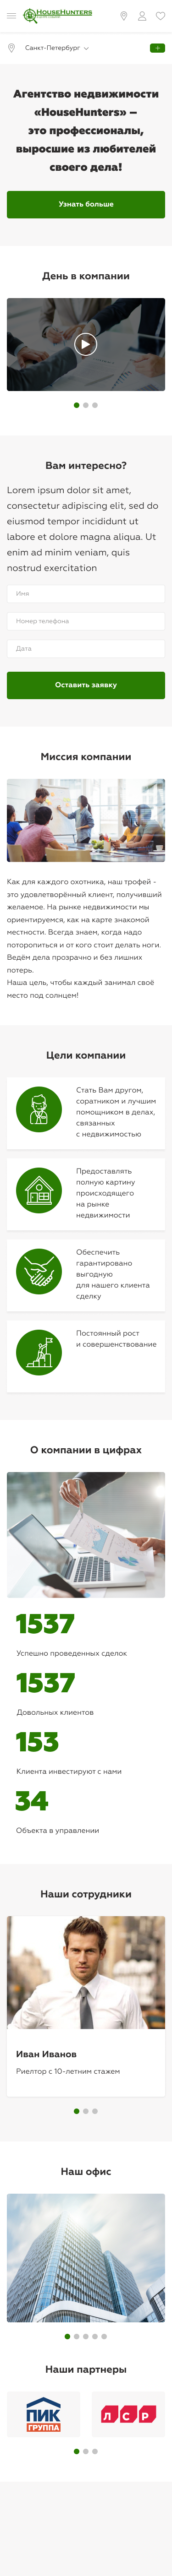 HouseHunters
Санкт-Петербург
Агентство недвижимости
«HouseHunters» –
это профессионалы,
выросшие из любителей
своего дела!
Узнать больше
День в компании
Вам интересно?
Lorem ipsum dolor sit amet,
consectetur adipiscing elit, sed do
eiusmod tempor incididunt ut
labore et dolore magna aliqua. Ut
enim ad minim veniam, quis
nostrud exercitation
Имя
Номер телефона
Дата
Оставить заявку
Миссия компании
Как для каждого охотника, наш трофей -
это удовлетворённый клиент, получивший
желаемое. На рынке недвижимости мы
ориентируемся, как на карте знакомой
местности. Всегда знаем, когда надо
поторопиться и от кого стоит делать ноги.
Ведём дела прозрачно и без лишних
потерь.
Наша цель, чтобы каждый занимал своё
место под солнцем!
Цели компании
Стать Вам другом,
соратником и лучшим
помощником в делах,
связанных
с недвижимостью
Предоставлять
полную картину
происходящего
на рынке
недвижимости
Обеспечить
гарантировано
выгодную
для нашего клиента
сделку
Постоянный рост
и совершенствование
О компании в цифрах
1537
Успешно проведенных сделок
1537
Довольных клиентов
153
Клиента инвестируют с нами
34
Объекта в управлении
Наши сотрудники
Иван Иванов
Риелтор с 10-летним стажем
Наш офис
Наши партнеры
ПИК
ГРУППА
ЛСР